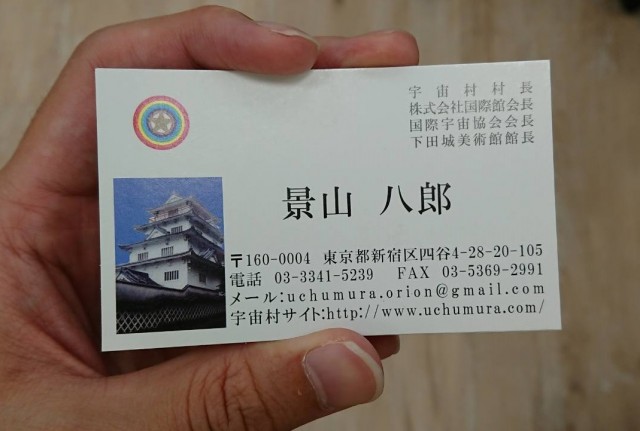 宇宙村村長
株式会社国際館会長
国際宇宙協会会長
下田城美術館館長
景山 八郎
〒160-0004 東京都新宿区四谷4-28-20-105
電話 03-3341-5239 FAX 03-5369-2991
メール:uchumura.orion@gmail.com
宇宙村サイト:http://www.uchumura.com/